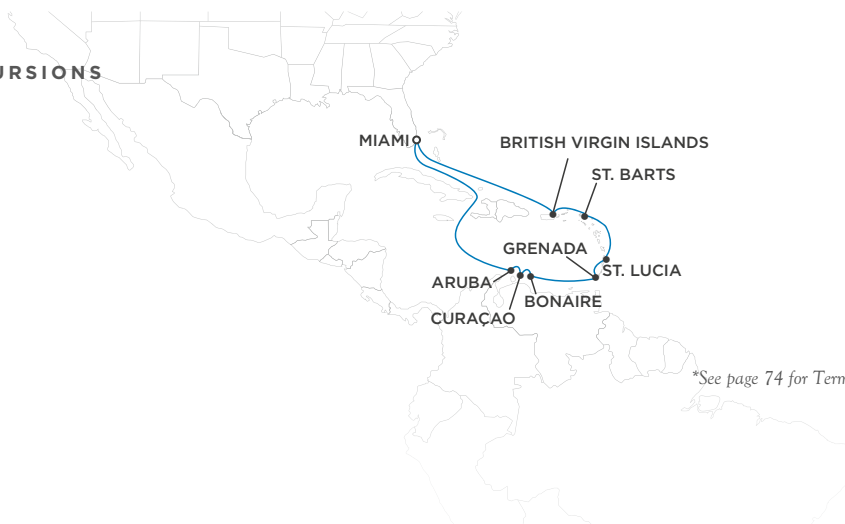 URSIONS
MIAMI
BRITISH VIRGIN ISLANDS
ST. BARTS
GRENADA
ST. LUCIA
ARUBA
BONAIRE
CURAÇAO
*See page 74 for Term